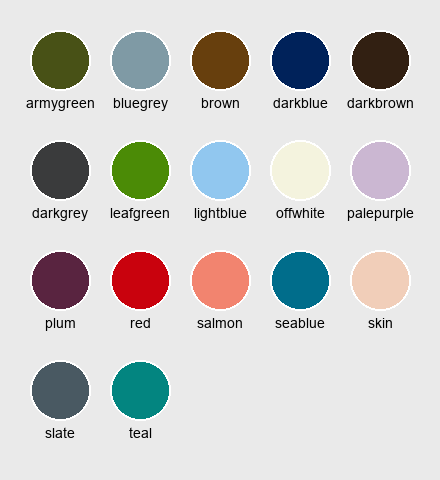 armygreen bluegrey brown darkblue darkbrown
darkgrey leafgreen lightblue offwhite palepurple
plum red salmon seablue skin
slate teal